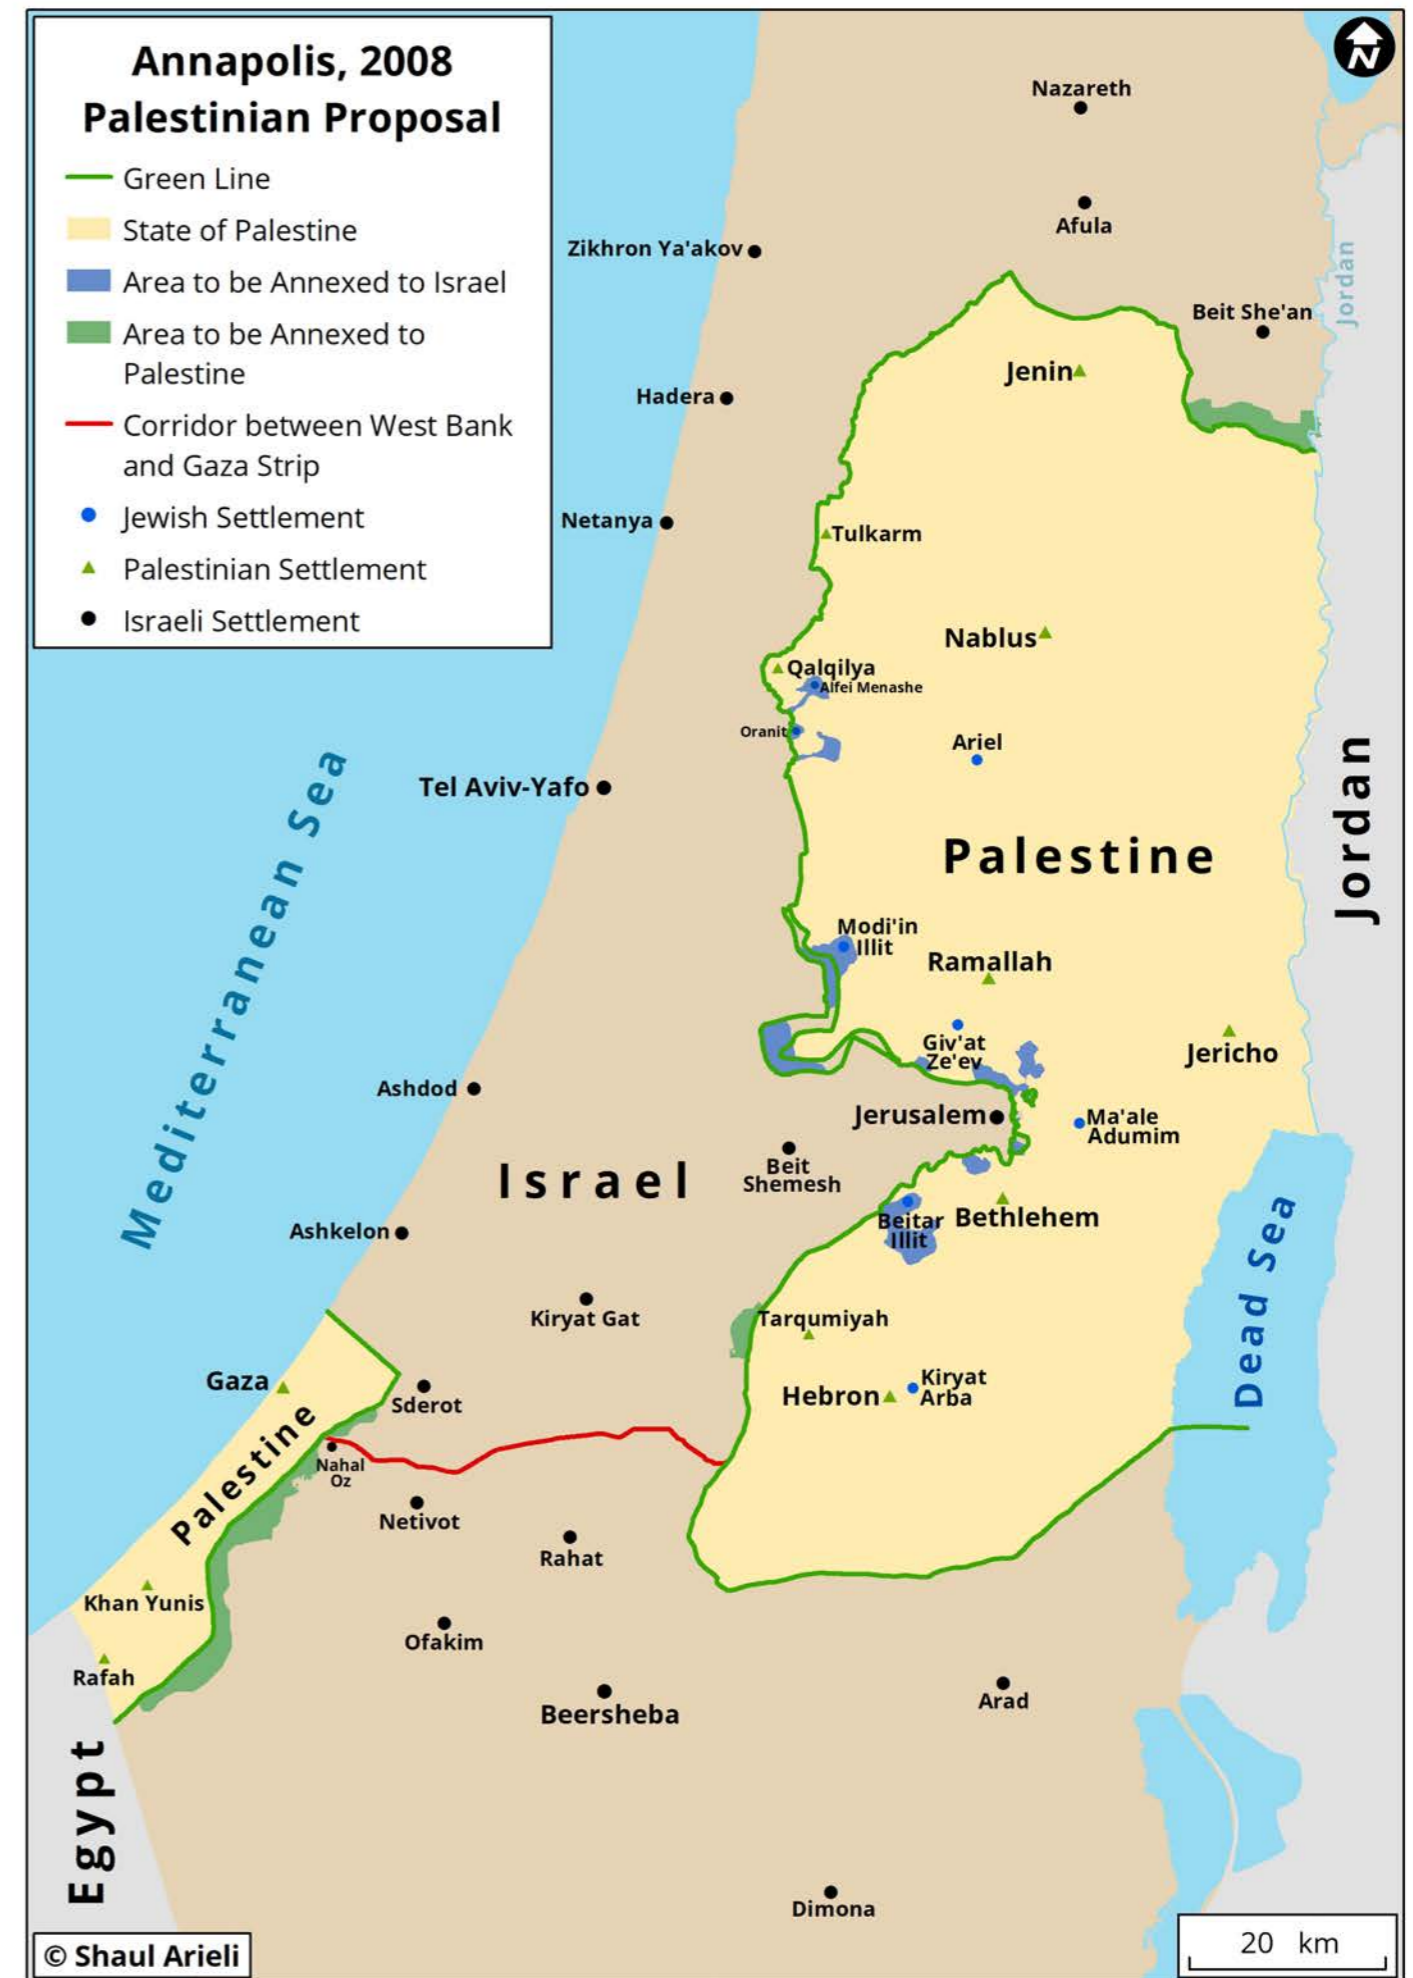 Annapolis, 2008
Palestinian Proposal
Green Line
State of Palestine
Area to be Annexed to Israel
Area to be Annexed to
Palestine
Corridor between West Bank
and Gaza Strip
Jewish Settlement
Palestinian Settlement
Israeli Settlement
N
Nazareth
Afula
Zikhron Ya'akov
Jordan
Beit She'an
Jenin
Hadera
Netanya
Tulkarm
Nablus
Qalqilya
Alfei Menashe
Oranit
Ariel
Tel Aviv-Yafo
Jordan
Palestine
Mediterranean Sea
Modi'in
Illit
Ramallah
Giv'at
Ze'ev
Jericho
Ashdod
Jerusalem
Ma'ale
Adumim
Beit
Shemesh
Israel
Beitar
Illit
Bethlehem
Ashkelon
Dead Sea
Kiryat Gat
Tarqumiyah
Gaza
Sderot
Hebron
Kiryat
Arba
Palestine
Nahal
Oz
Netivot
Rahat
Khan Yunis
Ofakim
Rafah
Beersheba
Arad
Egypt
Dimona
© Shaul Arieli
20 km